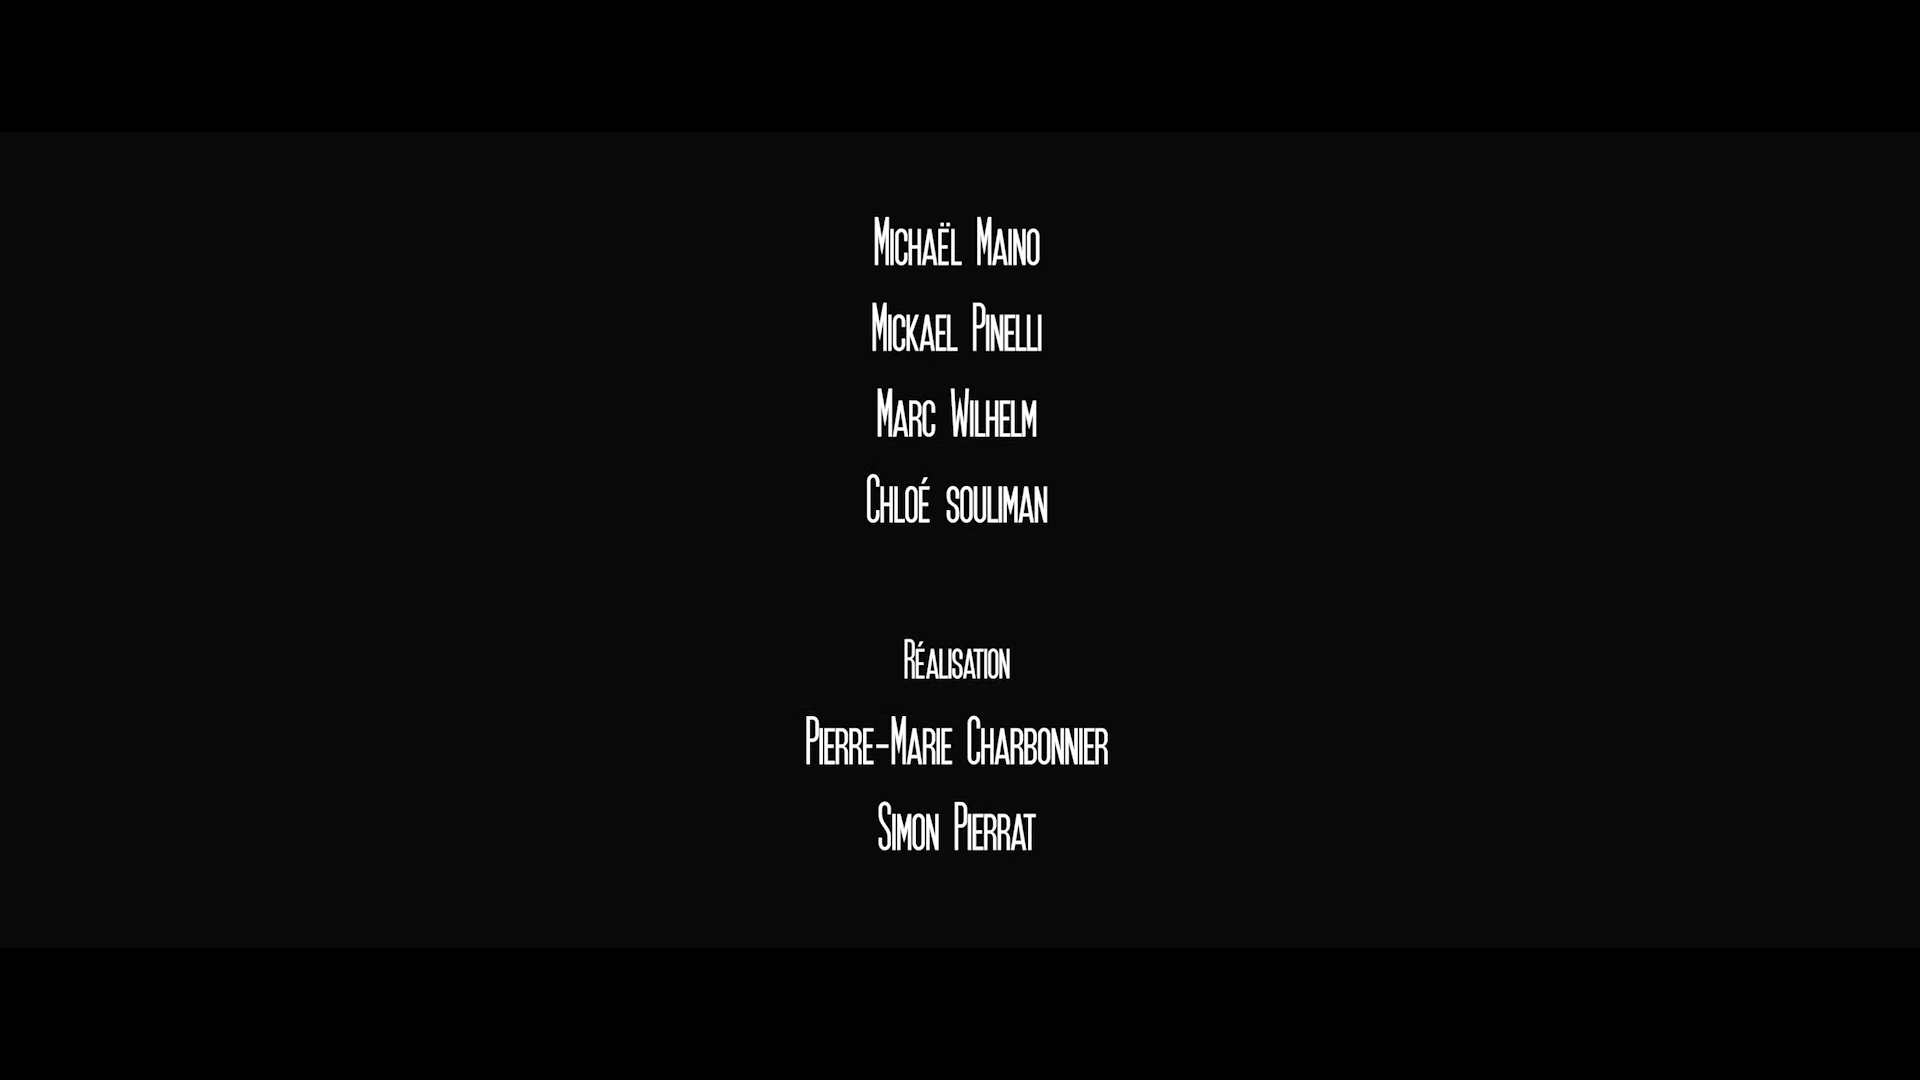 Michaël Maino
Mickael Pinelli
Marc Wilhelm
Chloé souliman
Réalisation
Pierre-Marie Charbonnier
Simon Pierrat